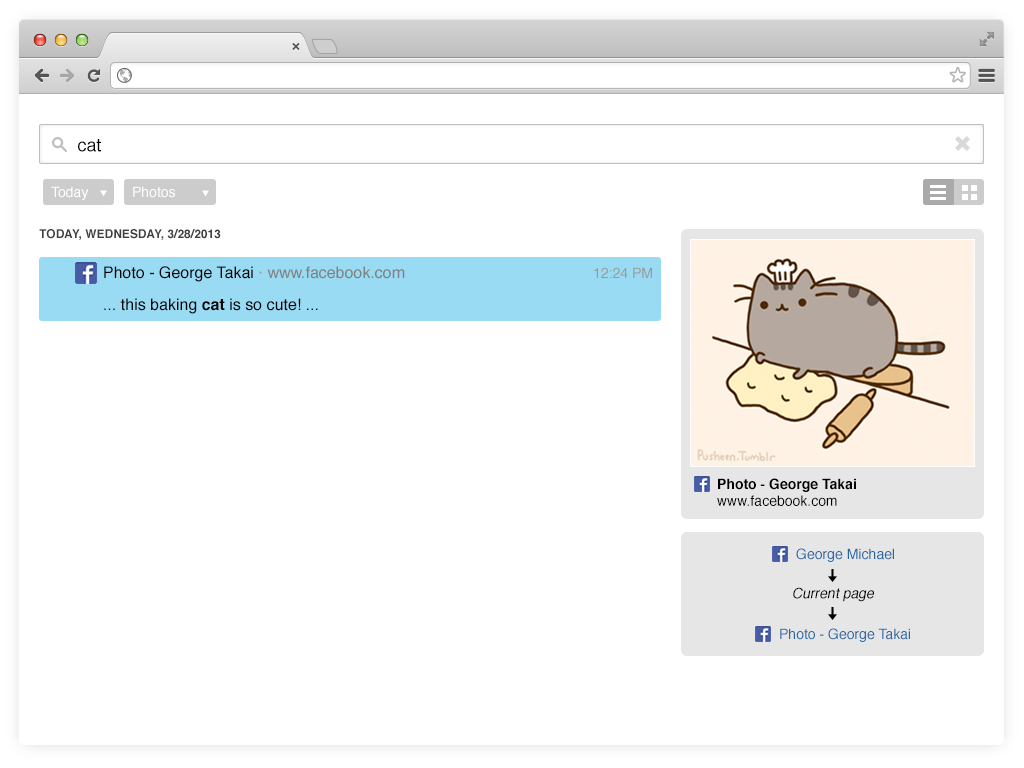 cat
Today
Photos
TODAY, WEDNESDAY, 3/28/2013
Photo - George Takai · www.facebook.com 12:24 PM
... this baking cat is so cute! ...
Pusheen.Tumblr
Photo - George Takai
www.facebook.com
George Michael
Current page
Photo - George Takai